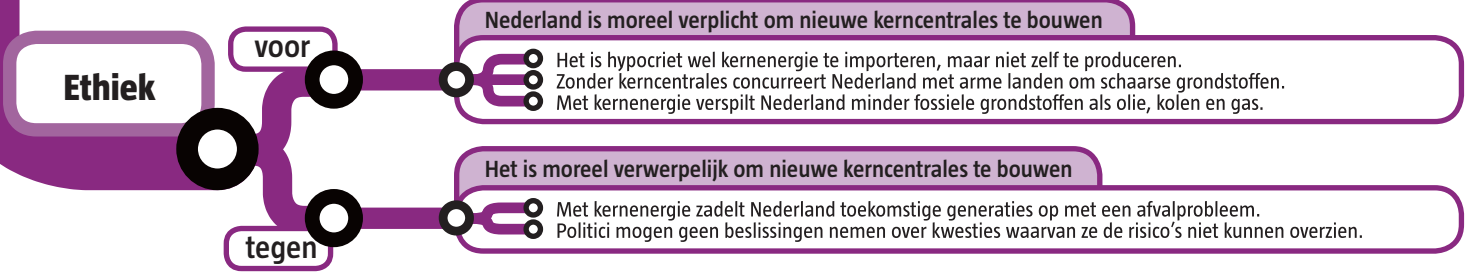 Ethiek
voor
Nederland is moreel verplicht om nieuwe kerncentrales te bouwen
Het is hypocriet wel kernenergie te importeren, maar niet zelf te produceren.
Zonder kerncentrales concurreert Nederland met arme landen om schaarse grondstoffen.
Met kernenergie verspilt Nederland minder fossiele grondstoffen als olie, kolen en gas.
tegen
Het is moreel verwerpelijk om nieuwe kerncentrales te bouwen
Met kernenergie zadelt Nederland toekomstige generaties op met een afvalprobleem.
Politici mogen geen beslissingen nemen over kwesties waarvan ze de risico's niet kunnen overzien.